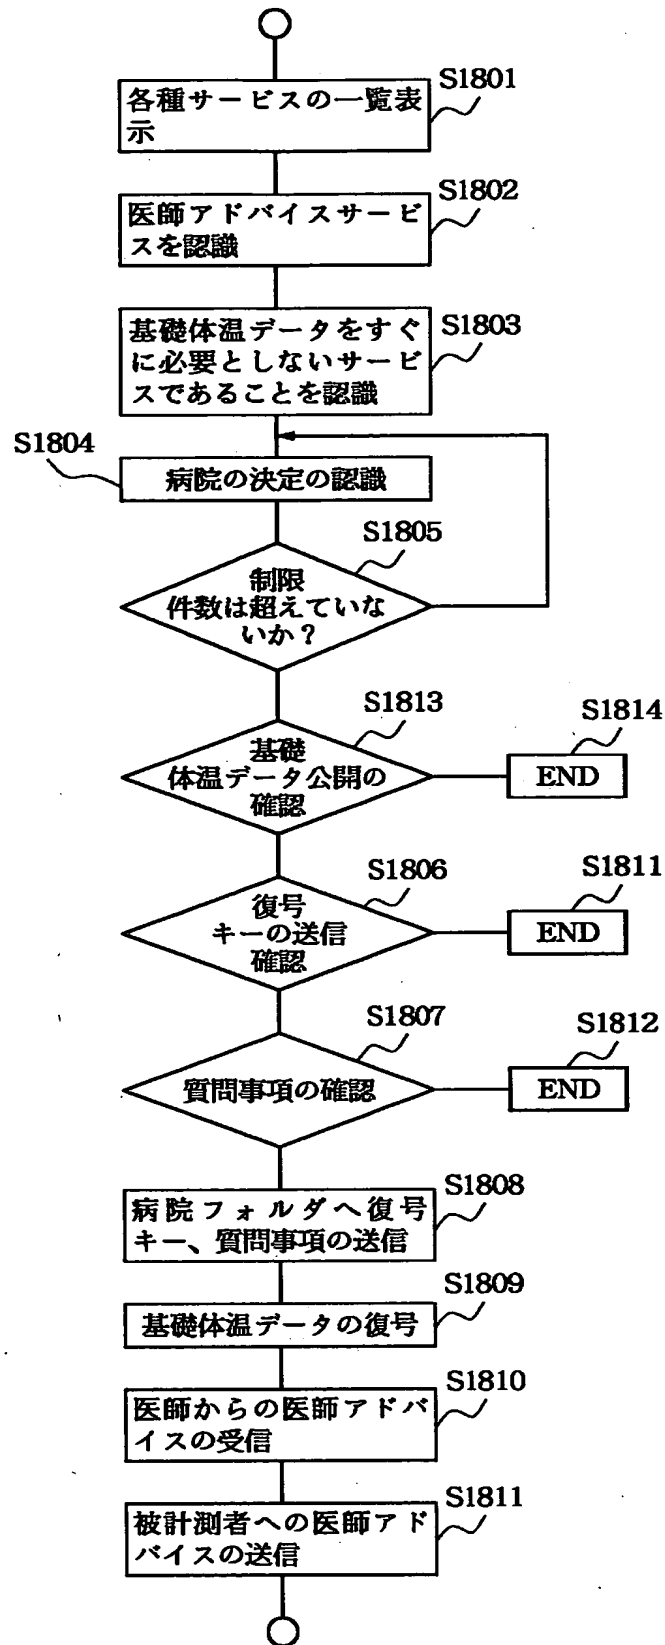 S1801
各種サービスの一覧表
示
S1802
医師アドバイスサービ
スを認識
S1803
基礎体温データをすぐ
に必要としないサービ
スであることを認識
S1804
病院の決定の認識
S1805
制限
件数は超えていな
いか？
S1813
基礎
体温データ公開の
確認
S1814
END
S1806
復号
キーの送信
確認
S1811
END
S1807
質問事項の確認
S1812
END
S1808
病院フォルダへ復号
キー、質問事項の送信
S1809
基礎体温データの復号
S1810
医師からの医師アドバ
イスの受信
S1811
被計測者への医師アド
バイスの送信